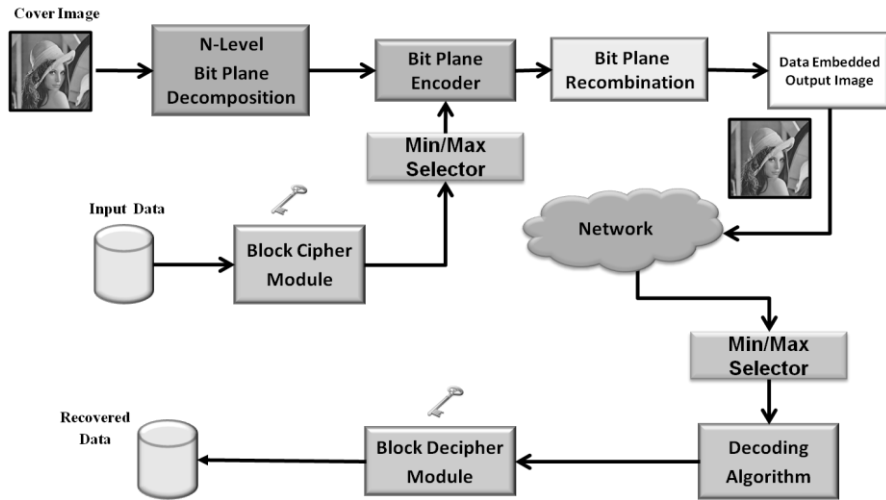 Cover Image
N-Level
Bit Plane
Decomposition
Bit Plane
Encoder
Bit Plane
Recombination
Data Embedded
Output Image
Min/Max
Selector
Input Data
Block Cipher
Module
Network
Min/Max
Selector
Recovered
Data
Block Decipher
Module
Decoding
Algorithm